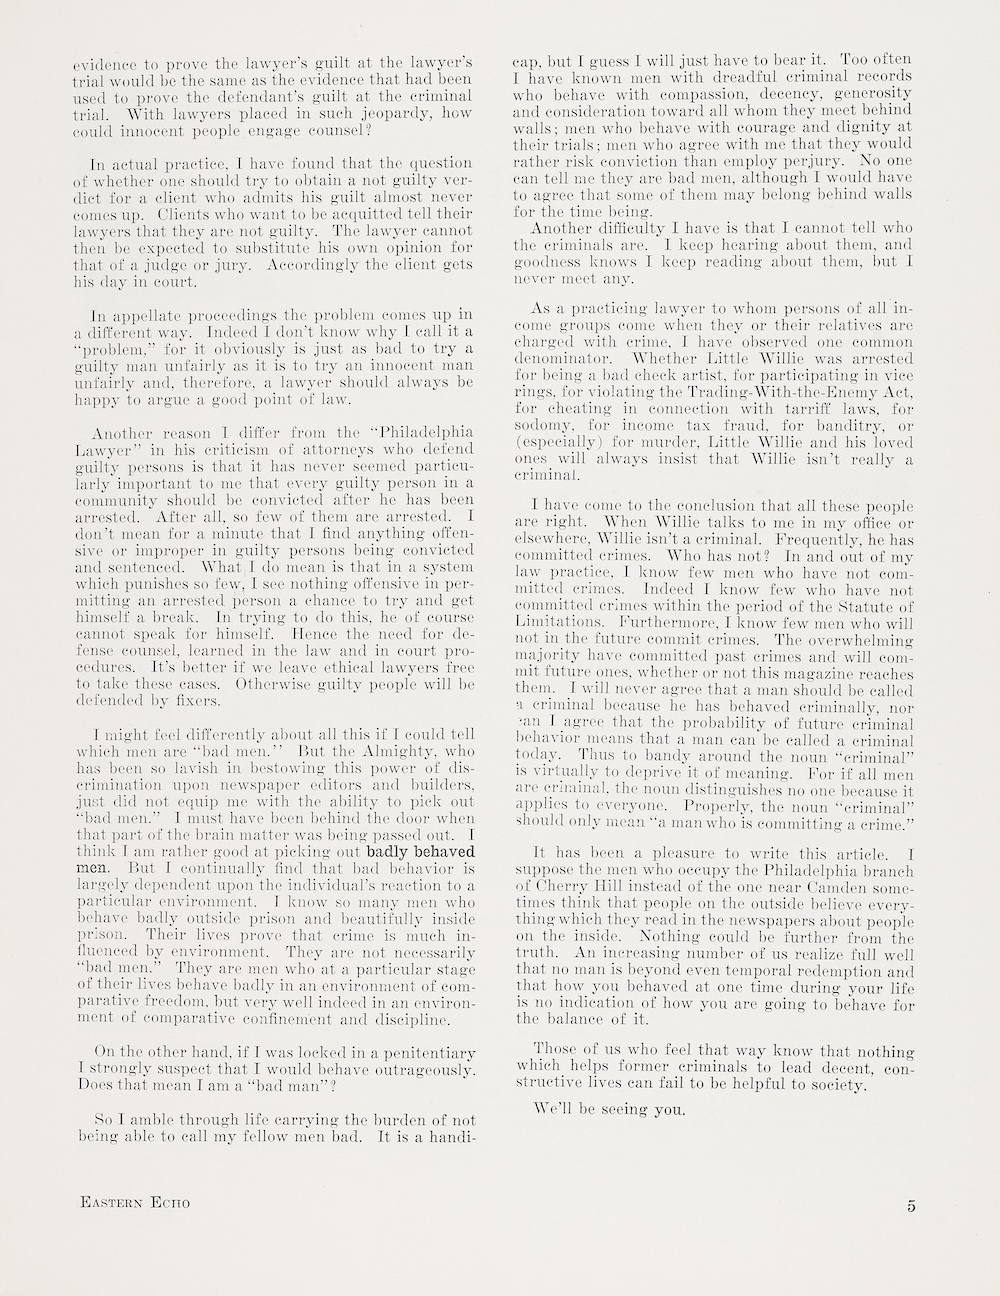 evidence to prove the lawyer's guilt at the lawyer's
trial would be the same as the evidence that had been
used to prove the defendant's guilt at the criminal
trial. With lawyers placed in such jeopardy, how
could innocent people engage counsel?
In actual practice, I have found that the question
of whether one should try to obtain a not guilty ver-
dict for a client who admits his guilt almost never
comes up. Clients who want to be acquitted tell their
lawyers that they are not guilty. The lawyer cannot
then be expected to substitute his own opinion for
that of a judge or jury. Accordingly the client gets
his day in court.
In appellate proceedings the problem comes up in
a different way. Indeed I don't know why I call it a
"problem," for it obviously is just as bad to try a
guilty man unfairly as it is to try an innocent man
unfairly and, therefore, a lawyer should always be
happy to argue a good point of law.
Another reason I differ from the "Philadelphia
Lawyer" in his criticism of attorneys who defend
guilty persons is that it has never seemed particu-
larly important to me that every guilty person in a
community should be convicted after he has been
arrested. After all, so few of them are arrested. I
don't mean for a minute that I find anything offen-
sive or improper in guilty persons being convicted
and sentenced. What I do mean is that in a system
which punishes so few, I see nothing offensive in per-
mitting an arrested person a chance to try and get
himself a break. In trying to do this, he of course
cannot speak for himself. Hence the need for de-
fense counsel, learned in the law and in court pro-
cedures. It's better if we leave ethical lawyers free
to take these cases. Otherwise guilty people will be
defended by fixers.
I might feel differently about all this if I could tell
which men are "bad men." But the Almighty, who
has been so lavish in bestowing this power of dis-
crimination upon newspaper editors and builders,
just did not equip me with the ability to pick out
"bad men." I must have been behind the door when
that part of the brain matter was being passed out. I
think I am rather good at picking out badly behaved
men. But I continually find that bad behavior is
largely dependent upon the individual's reaction to a
particular environment. I know so many men who
behave badly outside prison and beautifully inside
prison. Their lives prove that crime is much in-
fluenced by environment. They are not necessarily
"bad men." They are men who at a particular stage
of their lives behave badly in an environment of com-
parative freedom, but very well indeed in an environ-
ment of comparative confinement and discipline.
On the other hand, if I was locked in a penitentiary
I strongly suspect that I would behave outrageously.
Does that mean I am a "bad man"?
So I amble through life carrying the burden of not
being able to call my fellow men bad. It is a handi-
cap, but I guess I will just have to bear it. Too often
I have known men with dreadful criminal records
who behave with compassion, decency, generosity
and consideration toward all whom they meet behind
walls; men who behave with courage and dignity at
their trials; men who agree with me that they would
rather risk conviction than employ perjury. No one
can tell me they are bad men, although I would have
to agree that some of them may belong behind walls
for the time being.
Another difficulty I have is that I cannot tell who
the criminals are. I keep hearing about them, and
goodness knows I keep reading about them, but I
never meet any.
As a practicing lawyer to whom persons of all in-
come groups come when they or their relatives are
charged with crime, I have observed one common
denominator. Whether Little Willie was arrested
for being a bad check artist, for participating in vice
rings, for violating the Trading-With-the-Enemy Act,
for cheating in connection with tarriff laws, for
sodomy, for income tax fraud, for banditry, or
(especially) for murder, Little Willie and his loved
ones will always insist that Willie isn't really a
criminal.
I have come to the conclusion that all these people
are right. When Willie talks to me in my office or
elsewhere, Willie isn't a criminal. Frequently, he has
committed crimes. Who has not? In and out of my
law practice, I know few men who have not com-
mitted crimes. Indeed I know few who have not
committed crimes within the period of the Statute of
Limitations. Furthermore, I know few men who will
not in the future commit crimes. The overwhelming
majority have committed past crimes and will com-
mit future ones, whether or not this magazine reaches
them. I will never agree that a man should be called
a criminal because he has behaved criminally, nor
can I agree that the probability of future criminal
behavior means that a man can be called a criminal
today. Thus to bandy around the noun "criminal"
is virtually to deprive it of meaning. For if all men
are criminal, the noun distinguishes no one because it
applies to everyone. Properly, the noun "criminal"
should only mean "a man who is committing a crime."
It has been a pleasure to write this article. I
suppose the men who occupy the Philadelphia branch
of Cherry Hill instead of the one near Camden some-
times think that people on the outside believe every-
thing which they read in the newspapers about people
on the inside. Nothing could be further from the
truth. An increasing number of us realize full well
that no man is beyond even temporal redemption and
that how you behaved at one time during your life
is no indication of how you are going to behave for
the balance of it.
Those of us who feel that way know that nothing
which helps former criminals to lead decent, con-
structive lives can fail to be helpful to society.
We'll be seeing you.
EASTERN ECHO
5